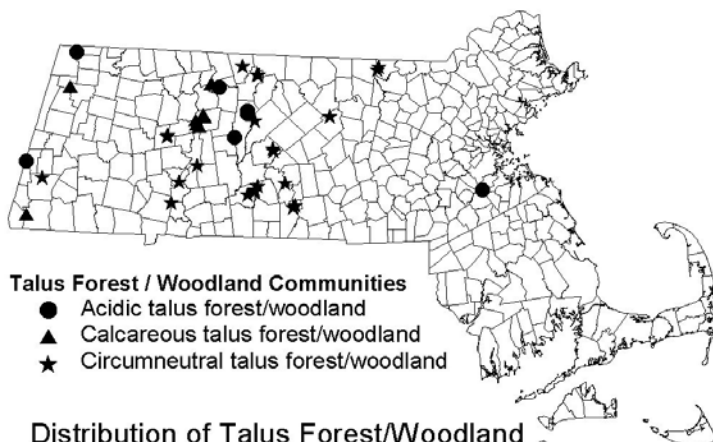 Talus Forest / Woodland Communities
Acidic talus forest/woodland
Calcareous talus forest/woodland
Circumneutral talus forest/woodland
Distribution of Talus Forest/Woodland